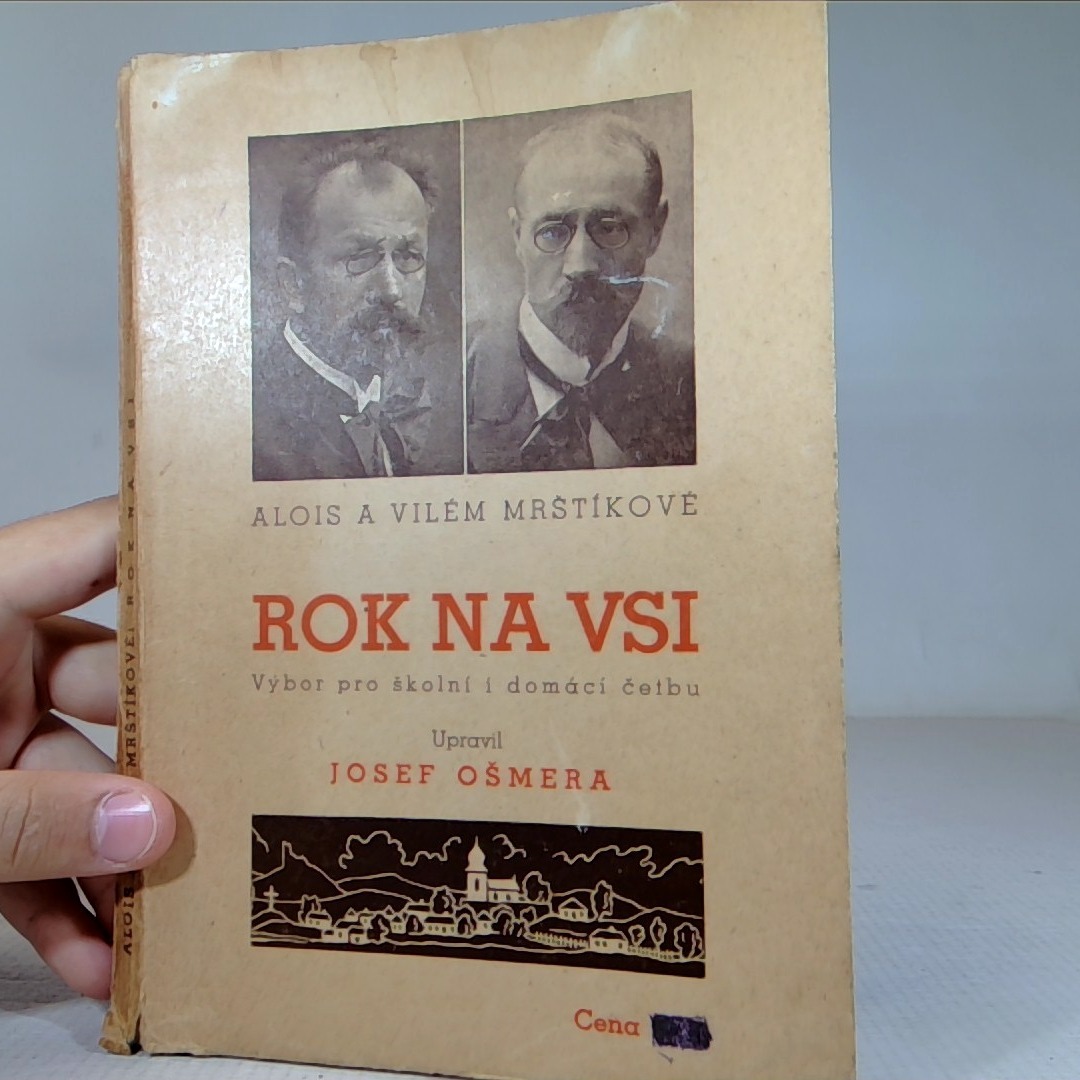 ALOIS A VILÉM MRŠTÍKOVÉ
ROK NA VSI
Výbor pro školní i domácí četbu
Upravil
JOSEF OŠMERA
Cena
ALOIS MRŠTÍKOVÉ: ROK NA VSI